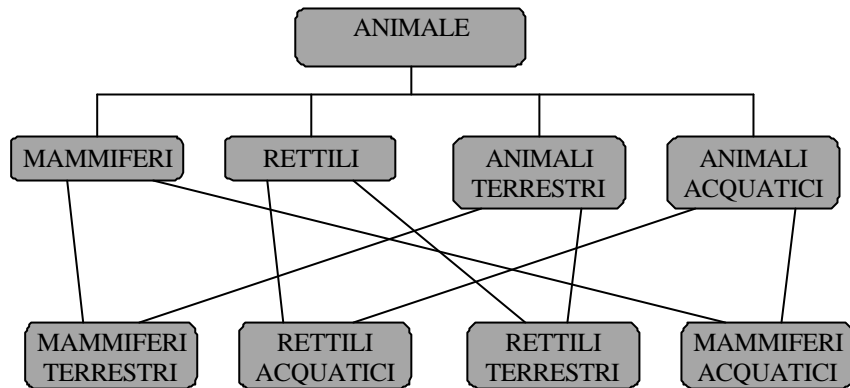 ANIMALE
MAMMIFERI
RETTILI
ANIMALI
TERRESTRI
ANIMALI
ACQUATICI
MAMMIFERI
TERRESTRI
RETTILI
ACQUATICI
RETTILI
TERRESTRI
MAMMIFERI
ACQUATICI